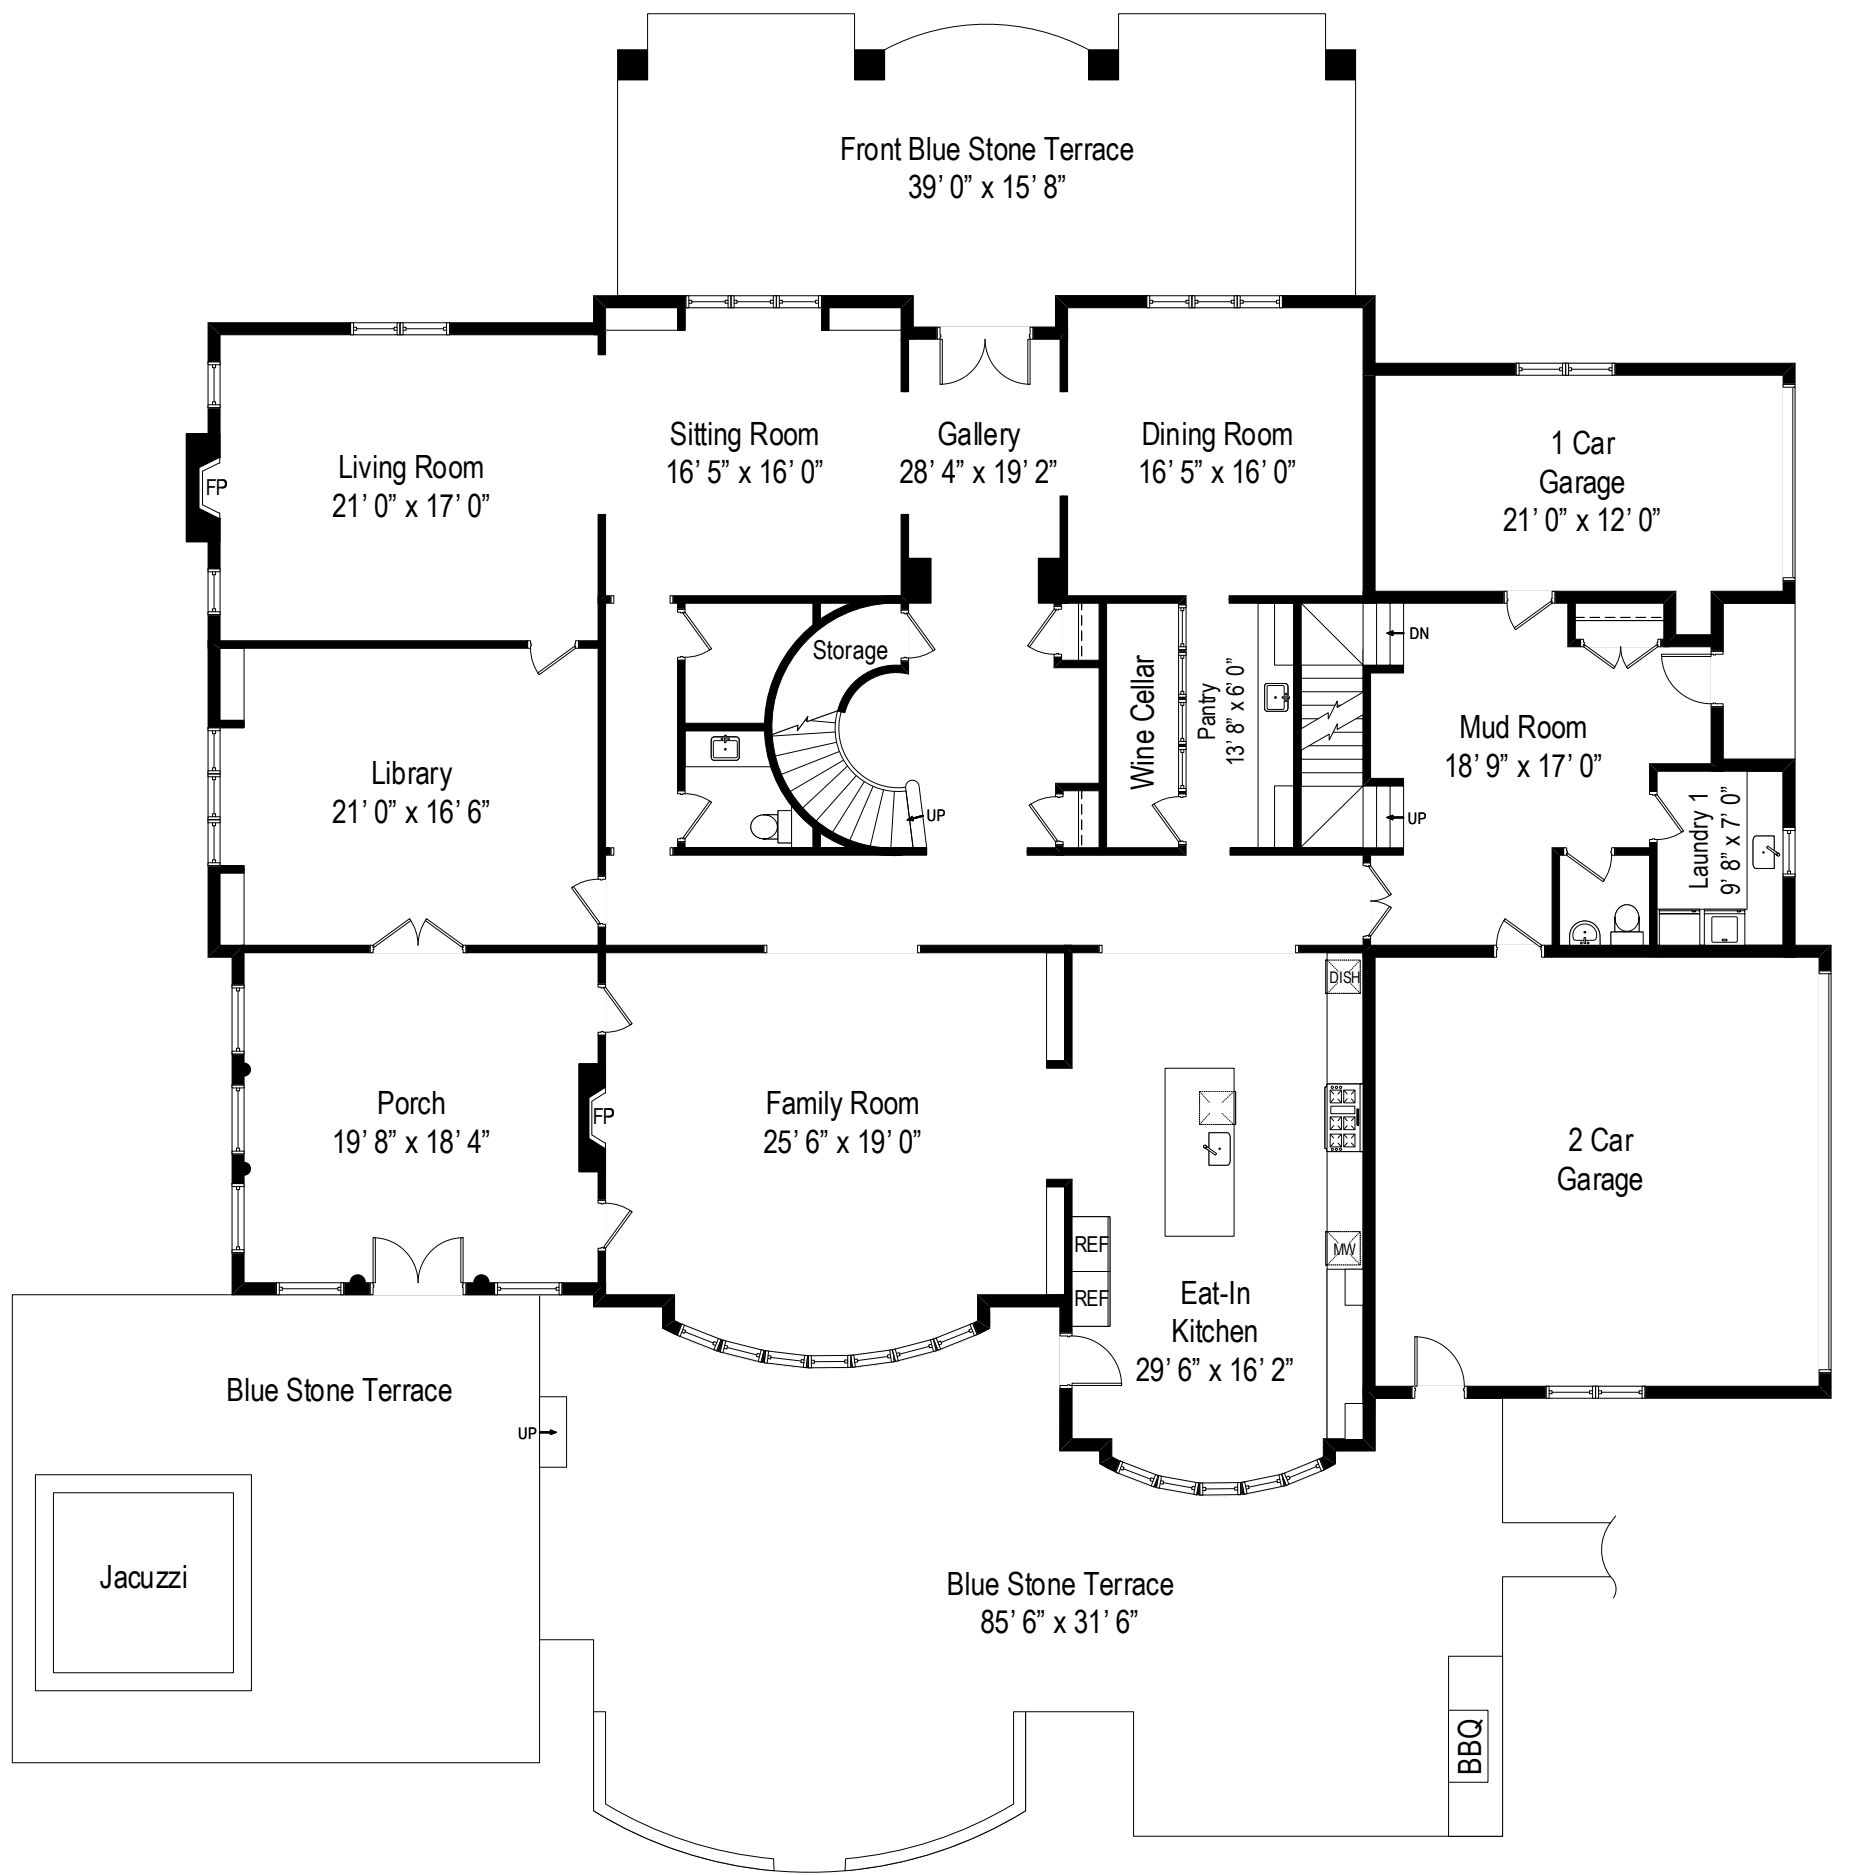 Front Blue Stone Terrace
39’ 0” x 15’ 8”
Living Room
21’ 0” x 17’ 0”
FP
Sitting Room
16’ 5” x 16’ 0”
Gallery
28’ 4” x 19’ 2”
Dining Room
16’ 5” x 16’ 0”
1 Car
Garage
21’ 0” x 12’ 0”
Storage
UP
Wine Cellar
Pantry
13’ 8” x 6’ 0”
DN
UP
Mud Room
18’ 9” x 17’ 0”
Laundry 1
9’ 8” x 7’ 0”
Library
21’ 0” x 16’ 6”
Porch
19’ 8” x 18’ 4”
FP
Family Room
25’ 6” x 19’ 0”
DISH
MW
REF
REF
Eat-In
Kitchen
29’ 6” x 16’ 2”
2 Car
Garage
Blue Stone Terrace
UP
Jacuzzi
Blue Stone Terrace
85’ 6” x 31’ 6”
BBQ